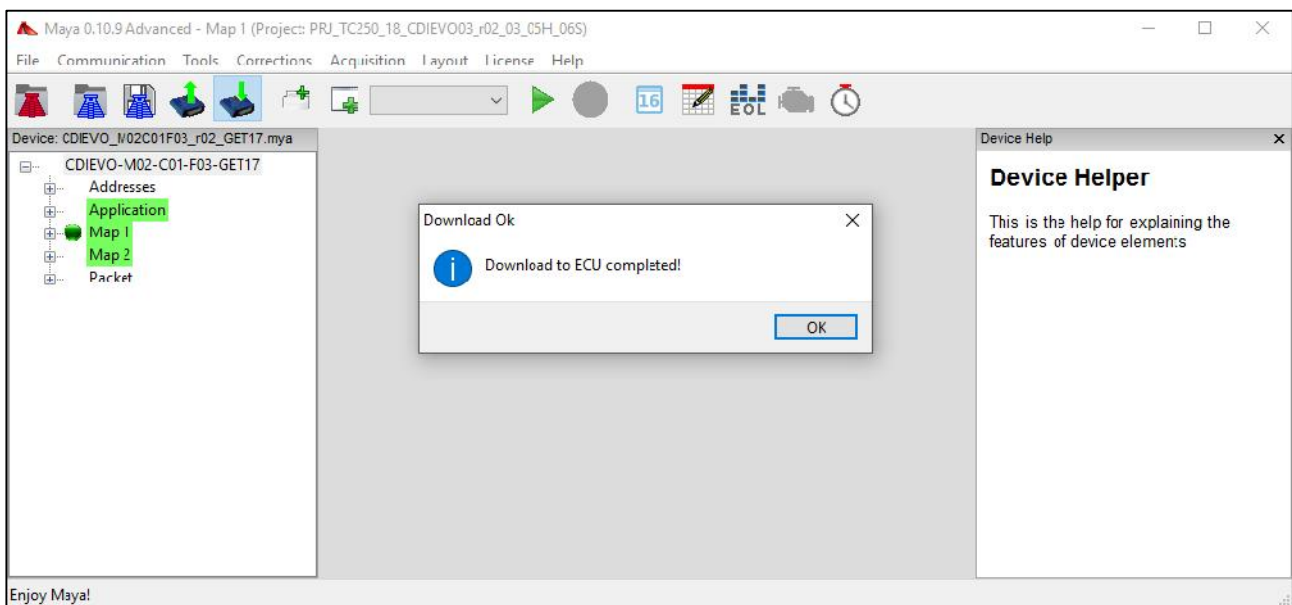 Maya 0.10.9 Advanced - Map 1 (Project: PRJ_TC250_18_CDIEVO03_r02_03_05H_06S)
File Communication Tools Corrections Acquisition Layout License Help
16
EOL
Device: CDIEVO_M02C01F03_r02_GET17.mya
CDIEVO-M02-C01-F03-GET17
Addresses
Application
Map 1
Map 2
Packet
Download Ok
Download to ECU completed!
OK
Device Help
Device Helper
This is the help for explaining the
features of device elements
Enjoy Maya!